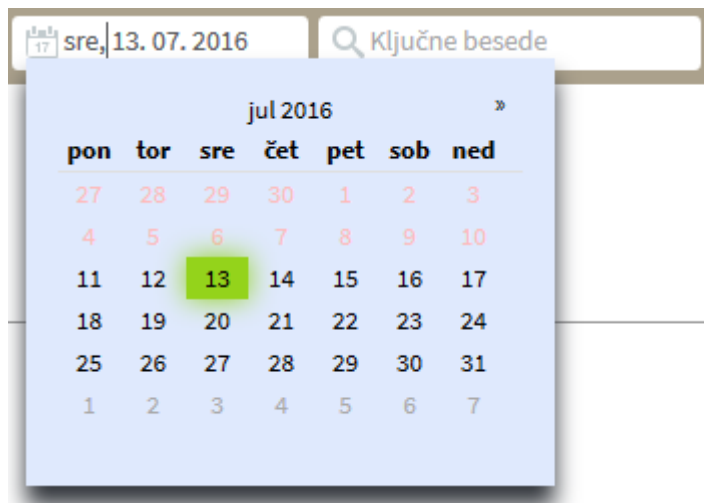 17 sre, 13. 07. 2016 Ključne besede
jul 2016 »
pon tor sre čet pet sob ned
27 28 29 30 1 2 3
4 5 6 7 8 9 10
11 12 13 14 15 16 17
18 19 20 21 22 23 24
25 26 27 28 29 30 31
1 2 3 4 5 6 7